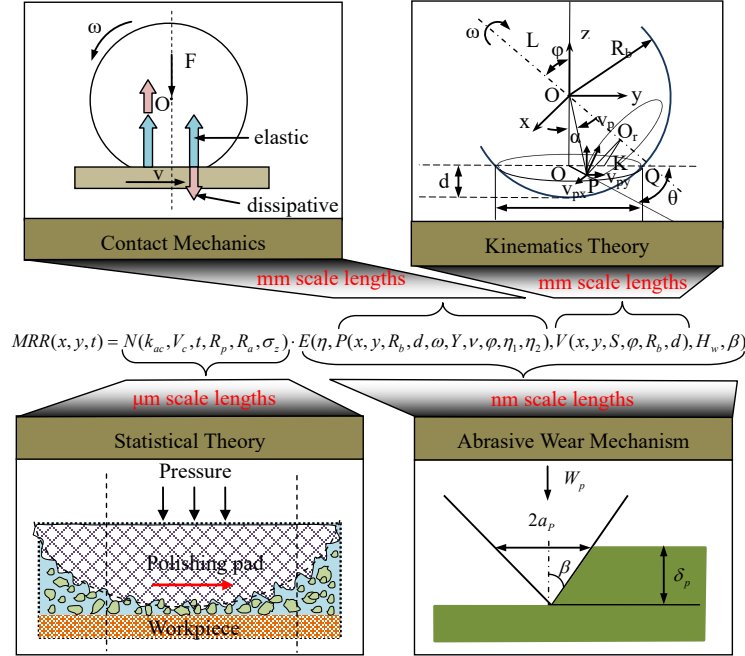 ω
F
O
elastic
v
dissipative
Contact Mechanics
mm scale lengths
ω
L
z
φ
R_b
O
y
x
α
v_p
O_r
d
O
K
P
Q
v_px
v_py
θ
Kinematics Theory
mm scale lengths
MRR(x, y, t) = N(k_ac, V_c, t, R_p, R_a, σ_z) · E(η, P(x, y, R_b, d, ω, Y, ν, φ, η_1, η_2), V(x, y, S, φ, R_b, d), H_w, β)
μm scale lengths
Statistical Theory
Pressure
Polishing pad
Workpiece
nm scale lengths
Abrasive Wear Mechanism
W_p
2a_P
β
δ_p